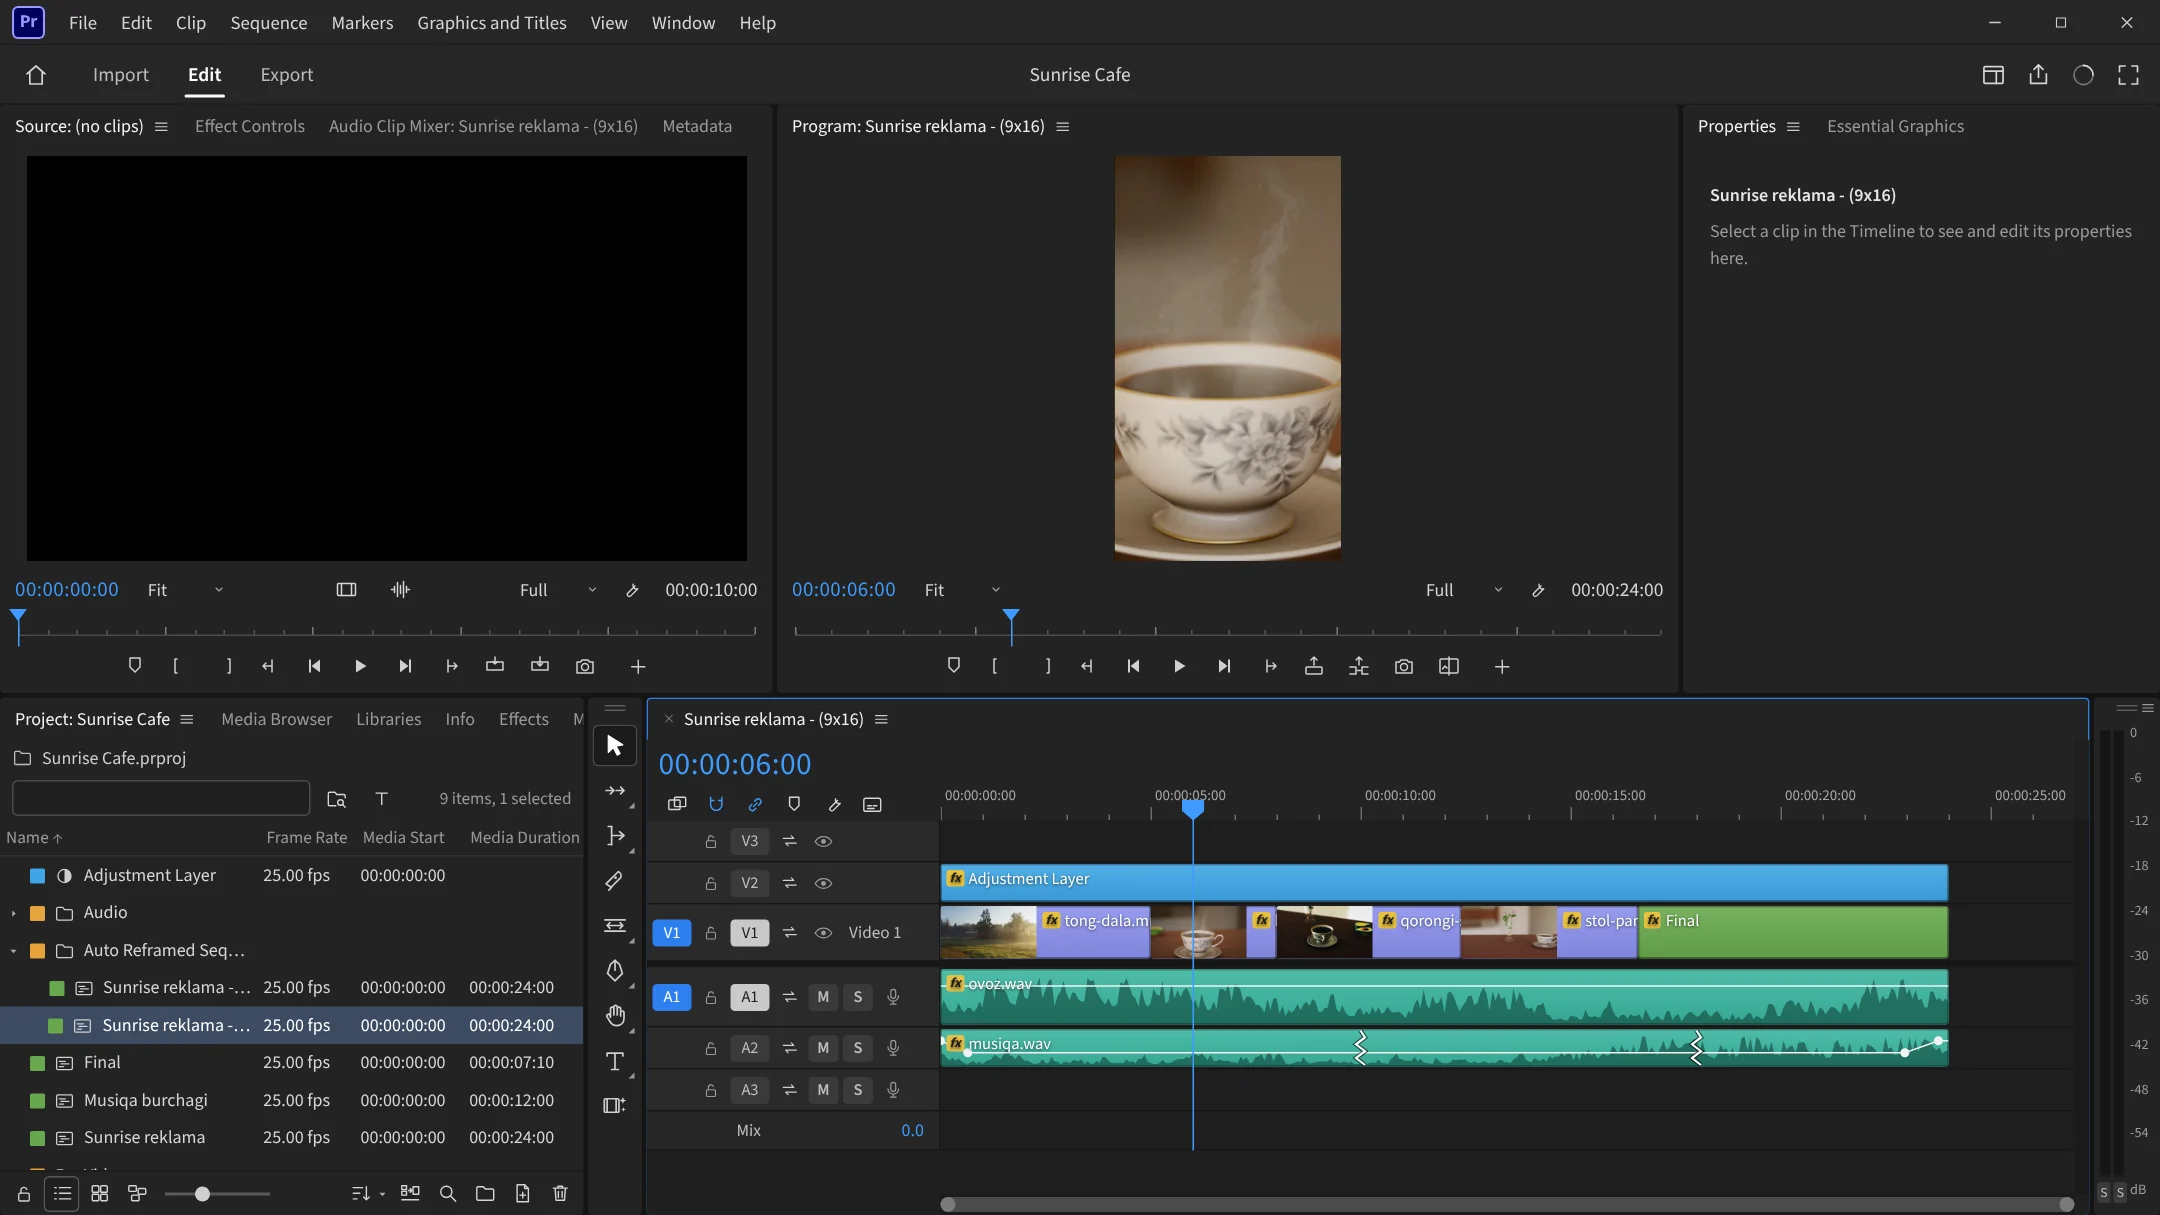 Pr File Edit Clip Sequence Markers Graphics and Titles View Window Help
Import Edit Export Sunrise Cafe
Source: (no clips) Effect Controls Audio Clip Mixer: Sunrise reklama - (9x16) Metadata
Program: Sunrise reklama - (9x16)
Properties Essential Graphics
Sunrise reklama - (9x16)
Select a clip in the Timeline to see and edit its properties
here.
00:00:00:00 Fit Full 00:00:10:00
00:00:06:00 Fit Full 00:00:24:00
Project: Sunrise Cafe Media Browser Libraries Info Effects M
Sunrise Cafe.prproj
9 items, 1 selected
Name Frame Rate Media Start Media Duration
Adjustment Layer 25.00 fps 00:00:00:00
Audio
Auto Reframed Seq…
Sunrise reklama -… 25.00 fps 00:00:00:00 00:00:24:00
Sunrise reklama -… 25.00 fps 00:00:00:00 00:00:24:00
Final 25.00 fps 00:00:00:00 00:00:07:10
Musiqa burchagi 25.00 fps 00:00:00:00 00:00:12:00
Sunrise reklama 25.00 fps 00:00:00:00 00:00:24:00
Sunrise reklama - (9x16)
00:00:06:00
00:00:00:00 00:00:05:00 00:00:10:00 00:00:15:00 00:00:20:00 00:00:25:00
V3
V2 fx Adjustment Layer
V1 V1 Video 1 fx tong-dala.m fx fx qorongi- fx stol-par fx Final
A1 A1 M S fx ovoz.wav
A2 M S fx musiqa.wav
A3 M S
Mix 0.0
0
-6
-12
-18
-24
-30
-36
-42
-48
-54
S S dB